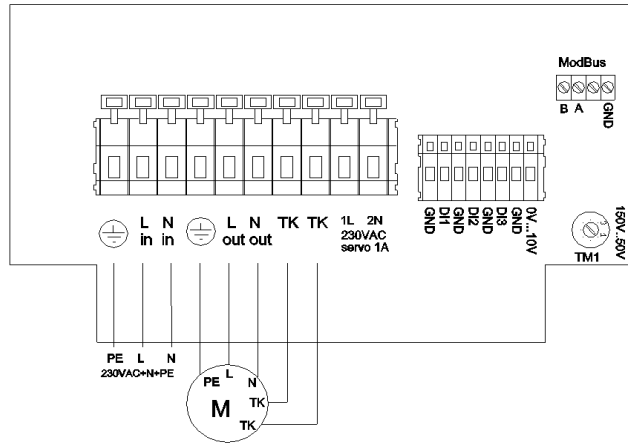 ModBus
B A GND
L N L N TK TK 1L 2N
in in out out 230VAC
servo 1A
GND
DI1
GND
DI2
GND
DI3
GND
0V...10V
150V..50V
TM1
PE L N
230VAC+N+PE
PE L N
M TK
TK